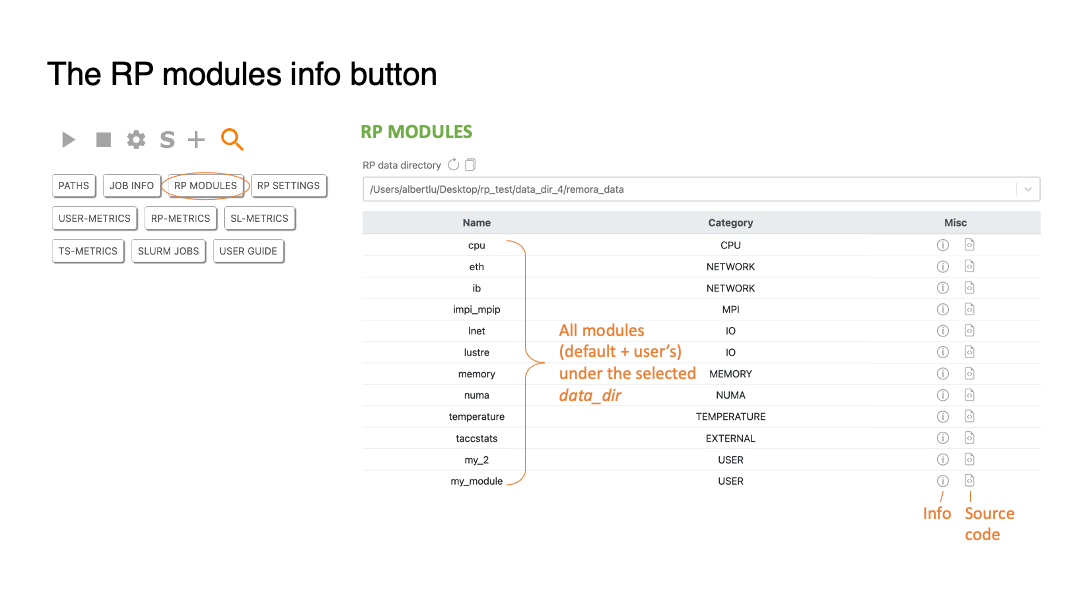 The RP modules info button
S
PATHS
JOB INFO
RP MODULES
RP SETTINGS
USER-METRICS
RP-METRICS
SL-METRICS
TS-METRICS
SLURM JOBS
USER GUIDE
RP MODULES
RP data directory
/Users/albertlu/Desktop/rp_test/data_dir_4/remora_data
Name Category Misc
cpu CPU
eth NETWORK
ib NETWORK
impi_mpip MPI
lnet IO
lustre IO
memory MEMORY
numa NUMA
temperature TEMPERATURE
taccstats EXTERNAL
my_2 USER
my_module USER
All modules
(default + user’s)
under the selected
data_dir
Info
Source
code